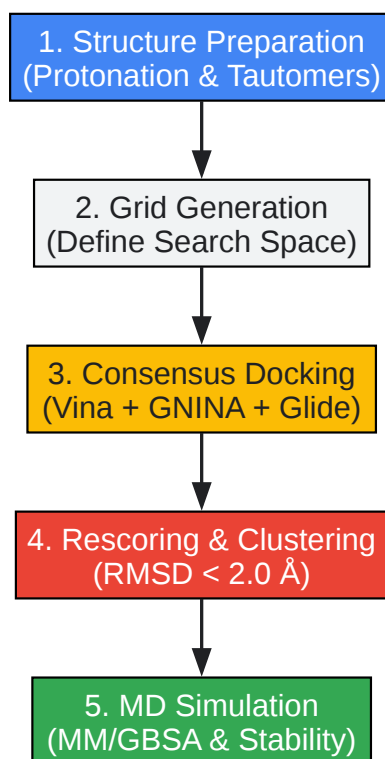 1. Structure Preparation
(Protonation & Tautomers)
2. Grid Generation
(Define Search Space)
3. Consensus Docking
(Vina + GNINA + Glide)
4. Rescoring & Clustering
(RMSD < 2.0 Å)
5. MD Simulation
(MM/GBSA & Stability)